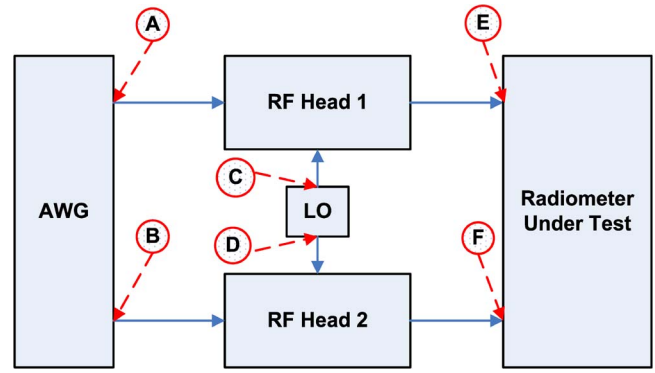 A
E
RF Head 1
C
AWG
LO
Radiometer
Under Test
B
D
F
RF Head 2